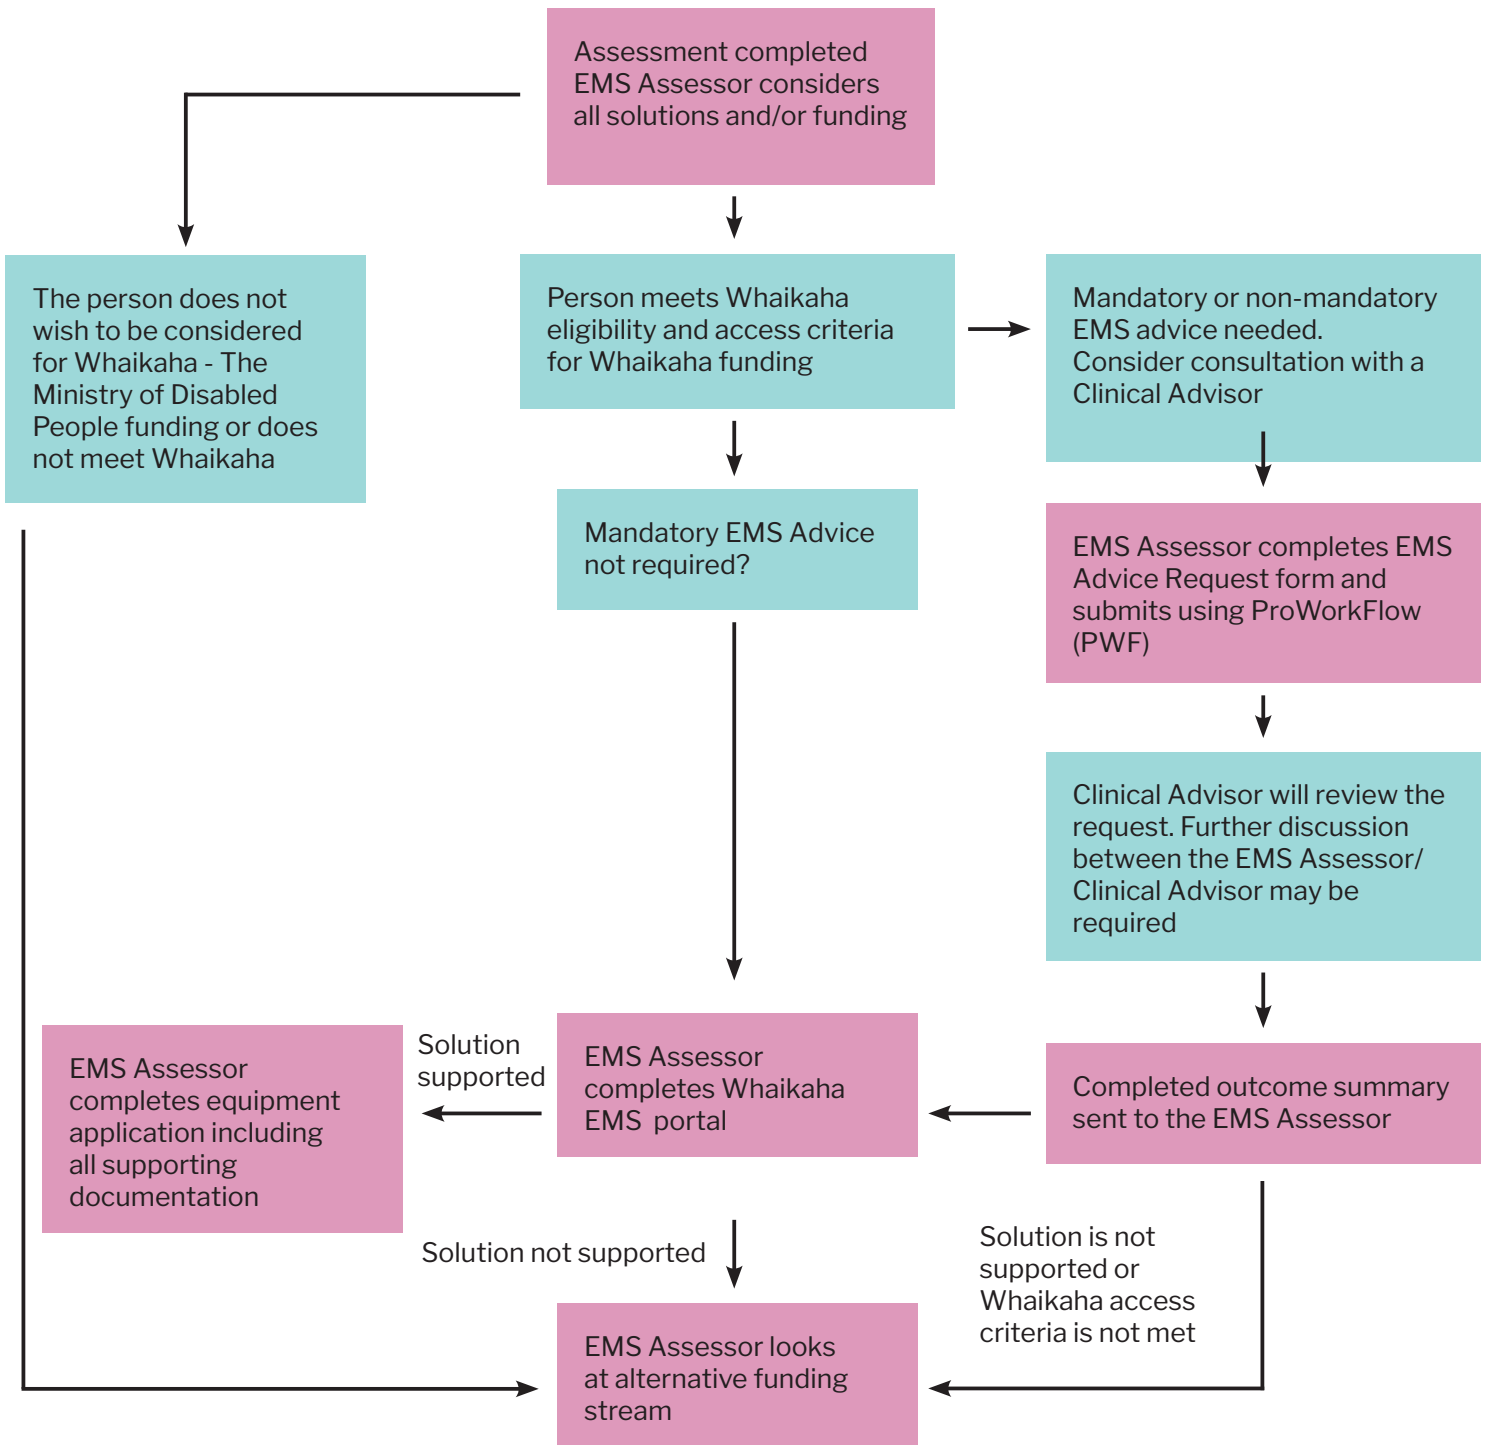 Assessment completed
EMS Assessor considers
all solutions and/or funding
The person does not
wish to be considered
for Whaikaha - The
Ministry of Disabled
People funding or does
not meet Whaikaha
Person meets Whaikaha
eligibility and access criteria
for Whaikaha funding
Mandatory or non-mandatory
EMS advice needed.
Consider consultation with a
Clinical Advisor
Mandatory EMS Advice
not required?
EMS Assessor completes EMS
Advice Request form and
submits using ProWorkFlow
(PWF)
Clinical Advisor will review the
request. Further discussion
between the EMS Assessor/
Clinical Advisor may be
required
EMS Assessor
completes equipment
application including
all supporting
documentation
Solution
supported
EMS Assessor
completes Whaikaha
EMS portal
Completed outcome summary
sent to the EMS Assessor
Solution not supported
Solution is not
supported or
Whaikaha access
criteria is not met
EMS Assessor looks
at alternative funding
stream